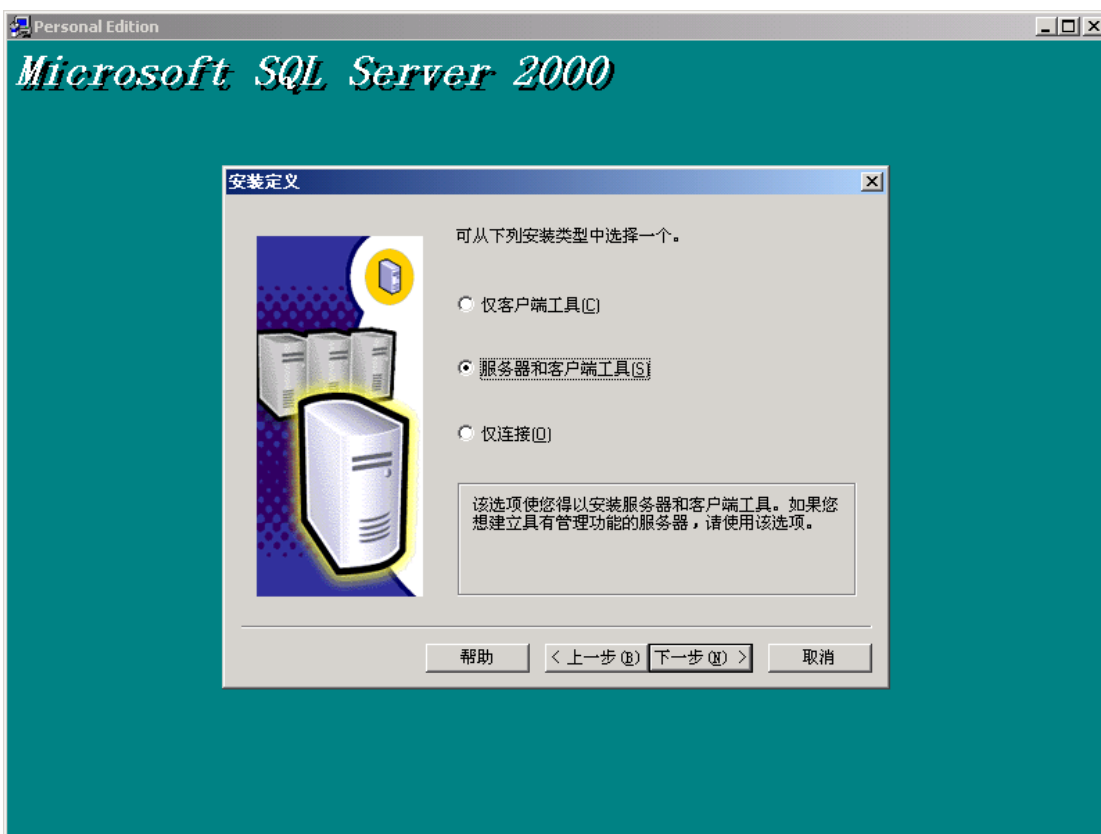 Personal Edition
Microsoft SQL Server 2000
安装定义
可从下列安装类型中选择一个。
仅客户端工具(C)
服务器和客户端工具(S)
仅连接(O)
该选项使您得以安装服务器和客户端工具。如果您
想建立具有管理功能的服务器，请使用该选项。
帮助 < 上一步(B) 下一步(N) > 取消